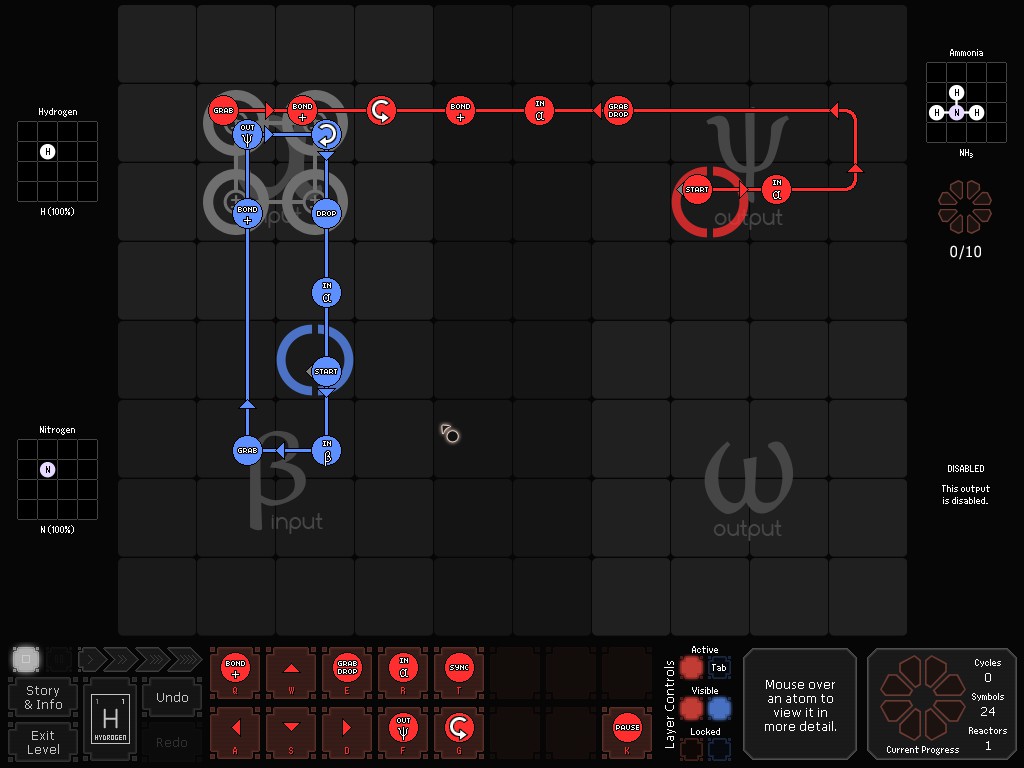 Hydrogen
H
H (100%)
Nitrogen
N
N (100%)
GRAB
BOND
+
BOND
+
IN
α
GRAB
DROP
OUT
ψ
BOND
+
DROP
IN
α
START
GRAB
IN
β
START
IN
α
input
β
input
ψ
output
ω
output
Ammonia
H
H N H
NH₃
0/10
DISABLED
This output
is disabled.
Story
& Info
Exit
Level
1 1
H
HYDROGEN
Undo
Redo
BOND
+
Q
W
GRAB
DROP
E
IN
α
R
SYNC
T
A
S
D
OUT
ψ
F
G
PAUSE
K
Layer Controls
Active
Tab
Visible
Locked
Mouse over
an atom to
view it in
more detail.
Cycles
0
Symbols
24
Reactors
1
Current Progress